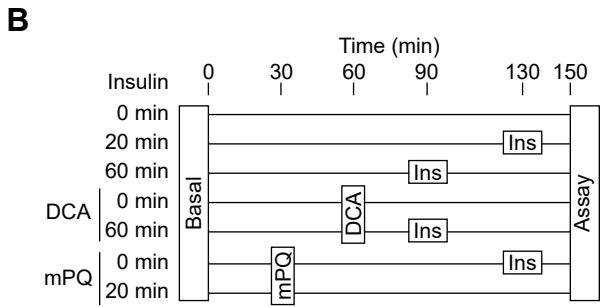 B
Time (min)
Insulin 0 30 60 90 130 150
0 min
20 min Ins
60 min Ins
DCA 0 min
60 min Ins
mPQ 0 min Ins
20 min
Basal
DCA
mPQ
Assay